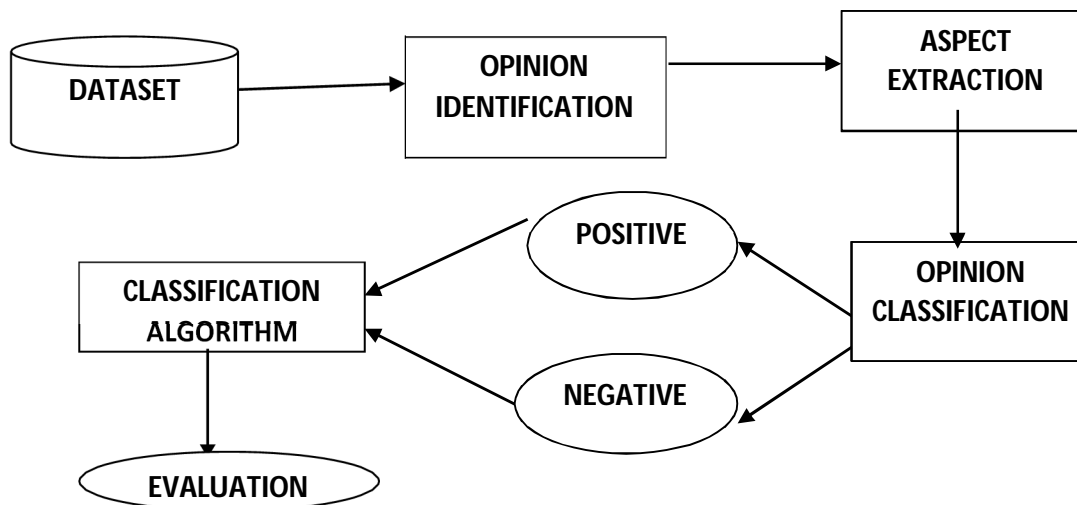 DATASET
OPINION
IDENTIFICATION
ASPECT
EXTRACTION
OPINION
CLASSIFICATION
POSITIVE
NEGATIVE
CLASSIFICATION
ALGORITHM
EVALUATION